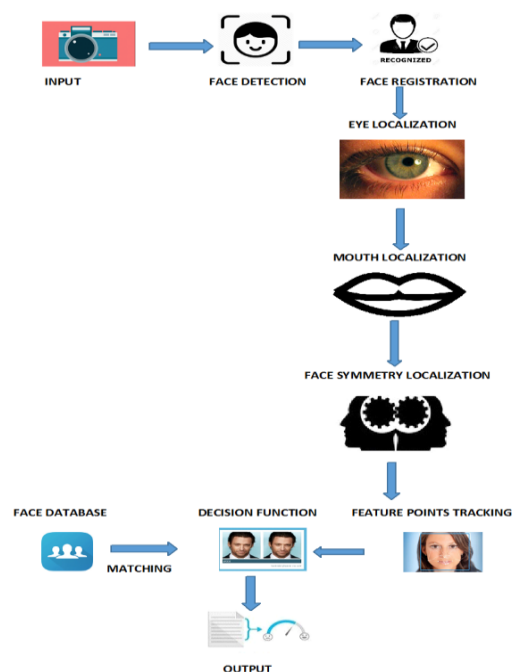 RECOGNIZED
INPUT
FACE DETECTION
FACE REGISTRATION
EYE LOCALIZATION
MOUTH LOCALIZATION
FACE SYMMETRY LOCALIZATION
FACE DATABASE
DECISION FUNCTION
FEATURE POINTS TRACKING
MATCHING
OUTPUT